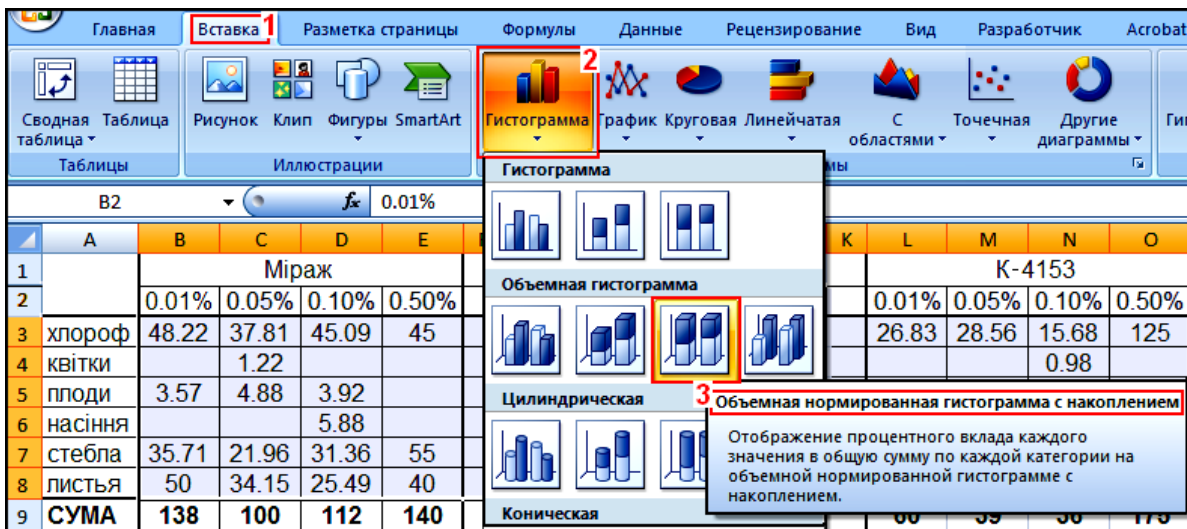 Главная Вставка 1 Разметка страницы Формулы Данные Рецензирование Вид Разработчик Acrobat
2
Сводная таблица Таблица Рисунок Клип Фигуры SmartArt Гистограмма График Круговая Линейчатая С областями Точечная Другие диаграммы
Таблицы Иллюстрации
B2 fx 0.01%
Гистограмма
A B C D E K L M N O
1 Міраж К-4153
Объемная гистограмма
2 0.01% 0.05% 0.10% 0.50% 0.01% 0.05% 0.10% 0.50%
3 хлороф 48.22 37.81 45.09 45 26.83 28.56 15.68 125
4 квітки 1.22 0.98
5 плоди 3.57 4.88 3.92
Цилиндрическая
3 Объемная нормированная гистограмма с накоплением
6 насіння 5.88
Отображение процентного вклада каждого
значения в общую сумму по каждой категории на
объемной нормированной гистограмме с
накоплением.
7 стебла 35.71 21.96 31.36 55
8 листья 50 34.15 25.49 40
Коническая
9 СУМА 138 100 112 140